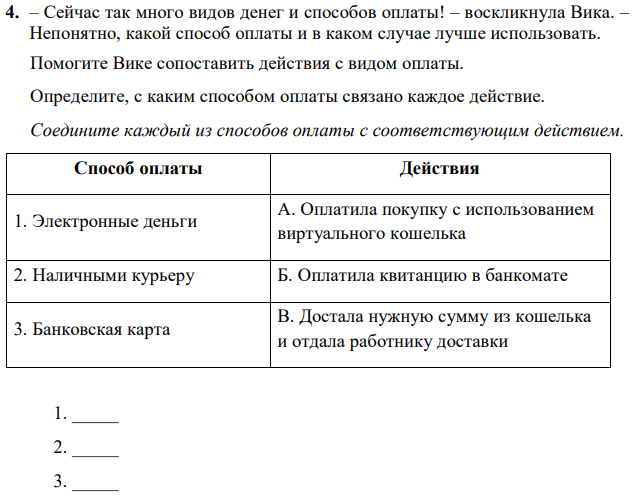 4. – Сейчас так много видов денег и способов оплаты! – воскликнула Вика. –
Непонятно, какой способ оплаты и в каком случае лучше использовать.
Помогите Вике сопоставить действия с видом оплаты.
Определите, с каким способом оплаты связано каждое действие.
Соедините каждый из способов оплаты с соответствующим действием.
Способ оплаты
Действия
1. Электронные деньги
А. Оплатила покупку с использованием
виртуального кошелька
2. Наличными курьеру
Б. Оплатила квитанцию в банкомате
3. Банковская карта
В. Достала нужную сумму из кошелька
и отдала работнику доставки
1. _____
2. _____
3. _____